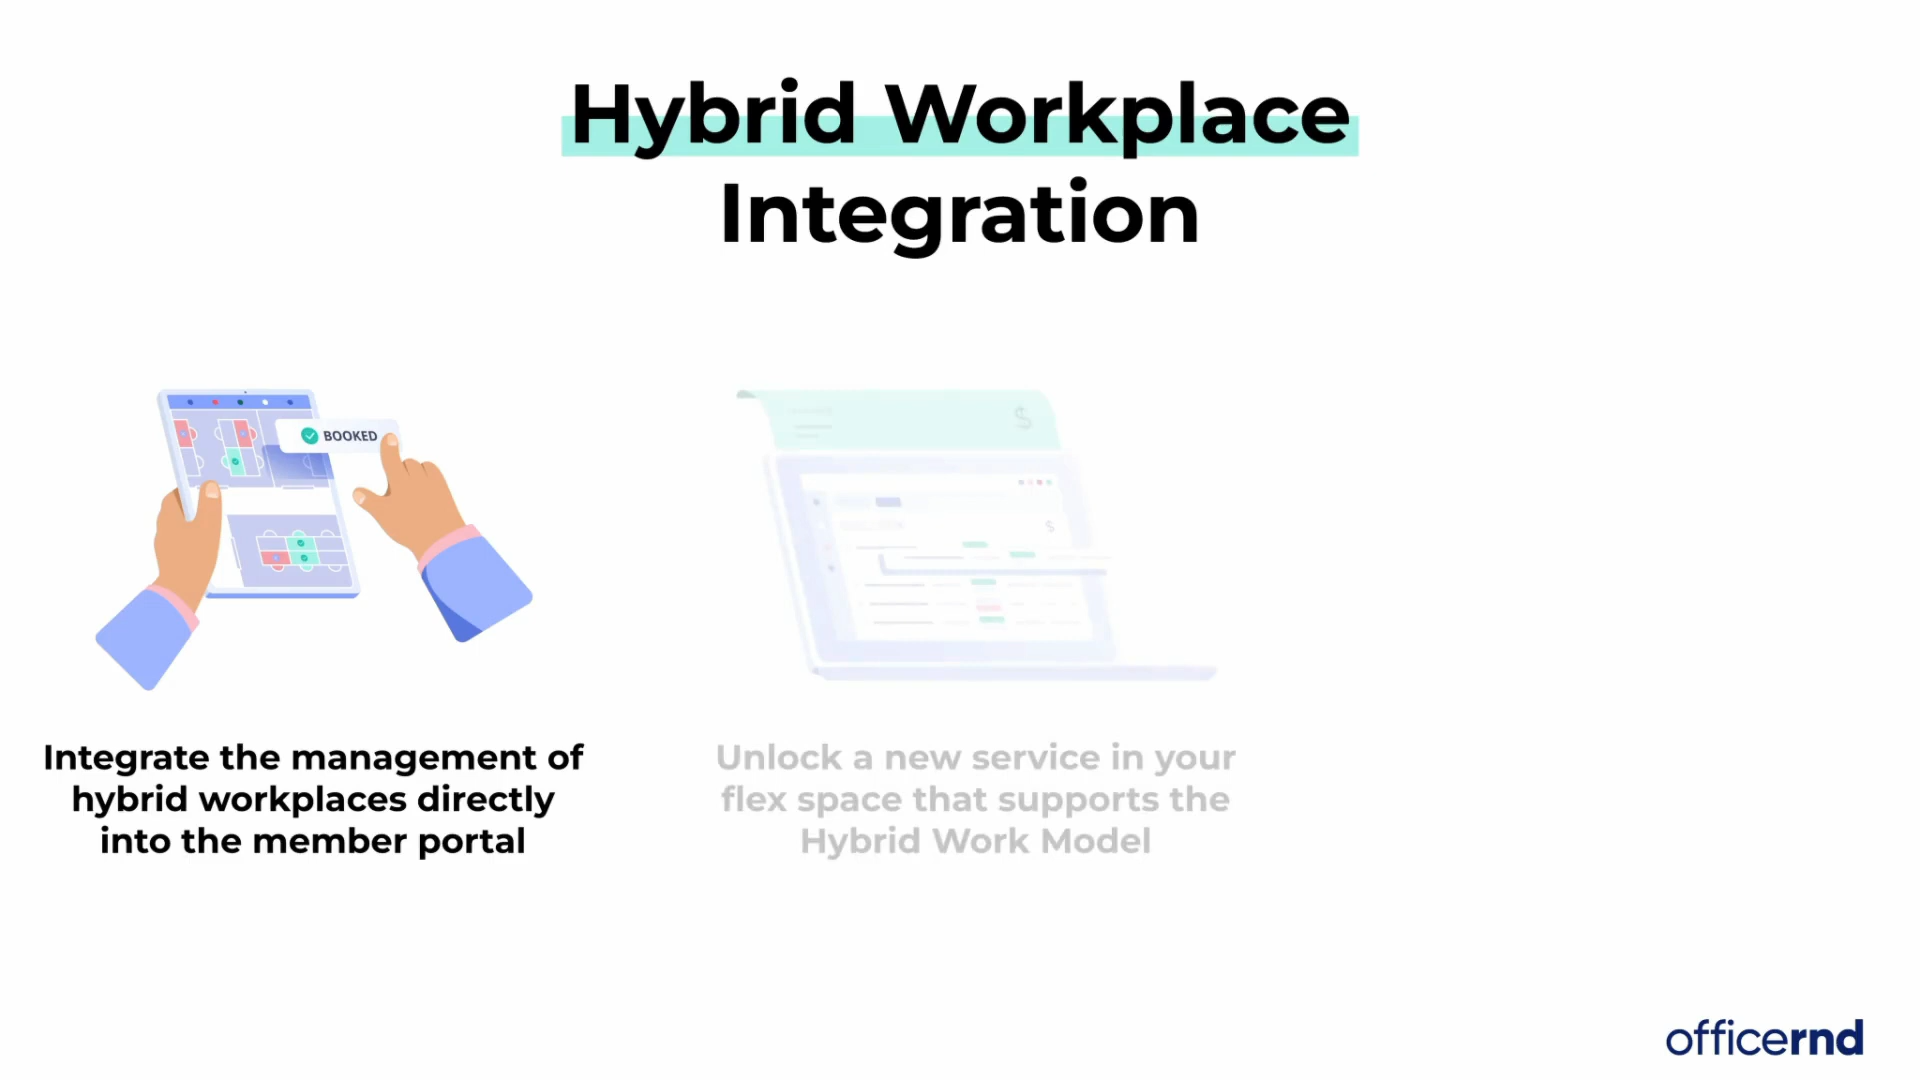 Hybrid Workplace
Integration
BOOKED
$
$
Integrate the management of
hybrid workplaces directly
into the member portal
Unlock a new service in your
flex space that supports the
Hybrid Work Model
officernd